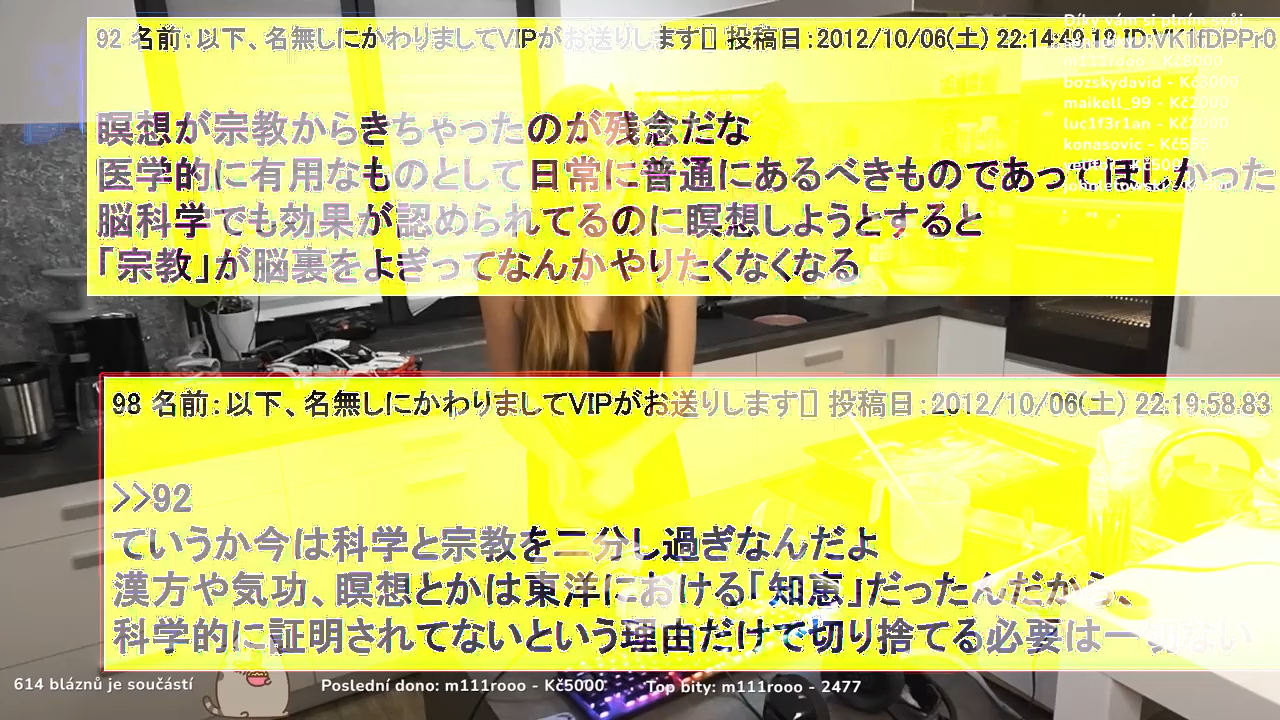 92 名前：以下、名無しにかわりましてVIPがお送りします[] 投稿日：2012/10/06(土) 22:14:49.18 ID:VK1fDPPr0
Díky vám si plním svůj
m111rooo - Kč8000
bozskydavid - Kč3000
maikell_99 - Kč2000
luc1f3r1an - Kč2000
konasovic - Kč555
瞑想が宗教からきちゃったのが残念だな
医学的に有用なものとして日常に普通にあるべきものであってほしかった
脳科学でも効果が認められてるのに瞑想しようとすると
「宗教」が脳裏をよぎってなんかやりたくなくなる
98 名前：以下、名無しにかわりましてVIPがお送りします[] 投稿日：2012/10/06(土) 22:19:58.83
>>92
ていうか今は科学と宗教を二分し過ぎなんだよ
漢方や気功、瞑想とかは東洋における「知恵」だったんだから、
科学的に証明されてないという理由だけで切り捨てる必要は一切ない
614 bláznů je součástí
Poslední dono: m111rooo - Kč5000
Top bity: m111rooo - 2477